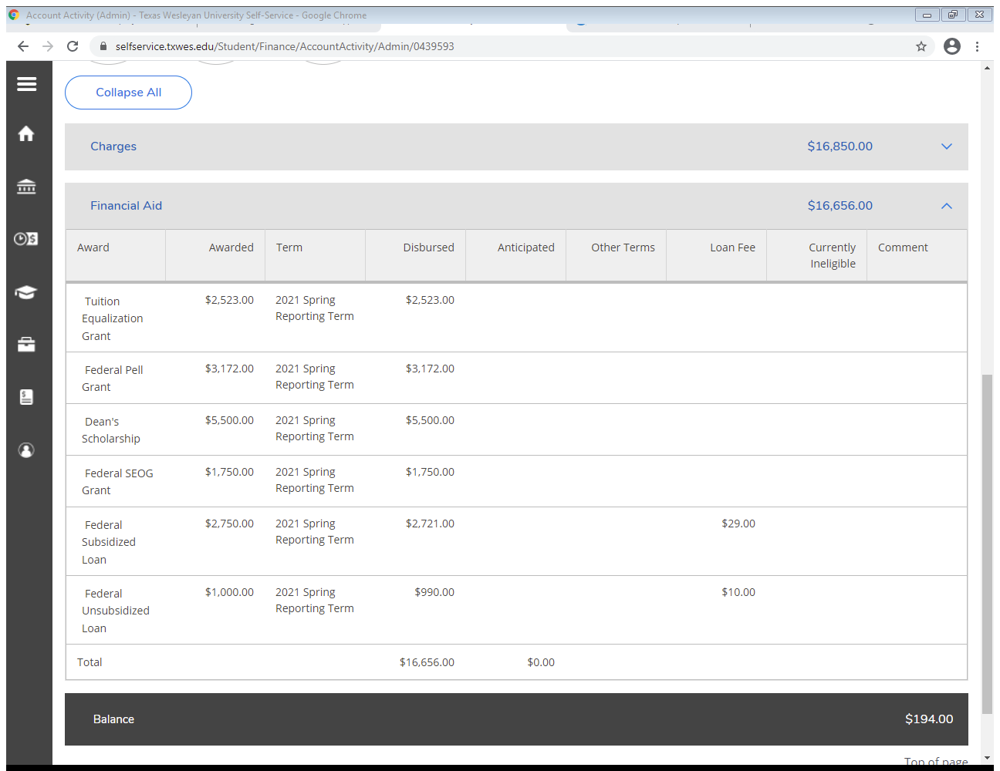 Account Activity (Admin) - Texas Wesleyan University Self-Service - Google Chrome
selfservice.txwes.edu/Student/Finance/AccountActivity/Admin/0439593
Collapse All
Charges $16,850.00
Financial Aid $16,656.00
Award Awarded Term Disbursed Anticipated Other Terms Loan Fee Currently Comment
Ineligible
Tuition $2,523.00 2021 Spring $2,523.00
Equalization Reporting Term
Grant
Federal Pell $3,172.00 2021 Spring $3,172.00
Grant Reporting Term
Dean's $5,500.00 2021 Spring $5,500.00
Scholarship Reporting Term
Federal SEOG $1,750.00 2021 Spring $1,750.00
Grant Reporting Term
Federal $2,750.00 2021 Spring $2,721.00 $29.00
Subsidized Reporting Term
Loan
Federal $1,000.00 2021 Spring $990.00 $10.00
Unsubsidized Reporting Term
Loan
Total $16,656.00 $0.00
Balance $194.00
Top of page